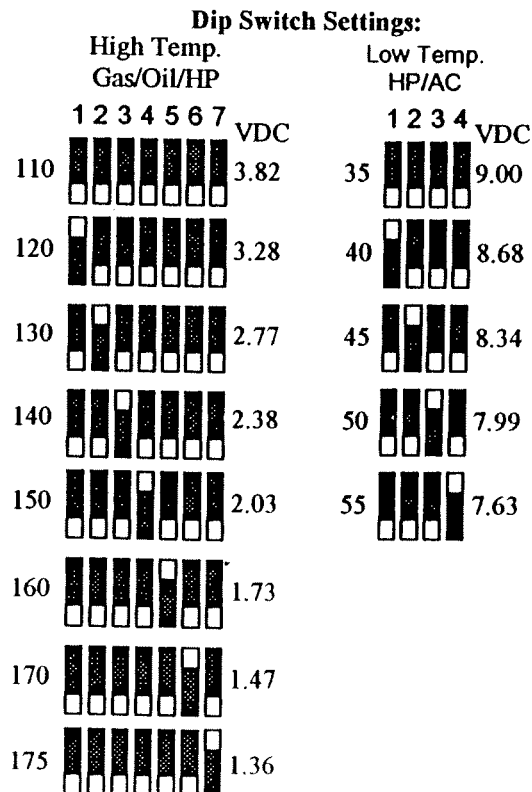 Dip Switch Settings:
High Temp.
Gas/Oil/HP
1 2 3 4 5 6 7 VDC
110 3.82
120 3.28
130 2.77
140 2.38
150 2.03
160 1.73
170 1.47
175 1.36
Low Temp.
HP/AC
1 2 3 4 VDC
35 9.00
40 8.68
45 8.34
50 7.99
55 7.63